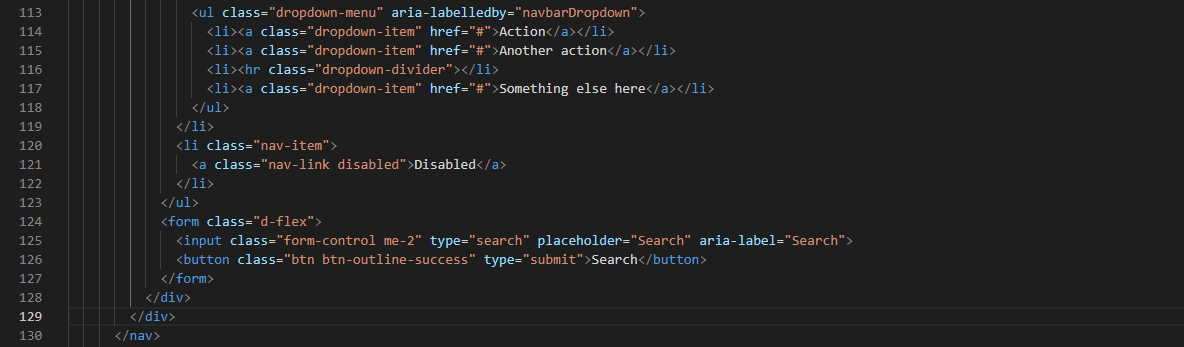 113 <ul class="dropdown-menu" aria-labelledby="navbarDropdown">
114 <li><a class="dropdown-item" href="#">Action</a></li>
115 <li><a class="dropdown-item" href="#">Another action</a></li>
116 <li><hr class="dropdown-divider"></li>
117 <li><a class="dropdown-item" href="#">Something else here</a></li>
118 </ul>
119 </li>
120 <li class="nav-item">
121 <a class="nav-link disabled">Disabled</a>
122 </li>
123 </ul>
124 <form class="d-flex">
125 <input class="form-control me-2" type="search" placeholder="Search" aria-label="Search">
126 <button class="btn btn-outline-success" type="submit">Search</button>
127 </form>
128 </div>
129 </div>
130 </nav>